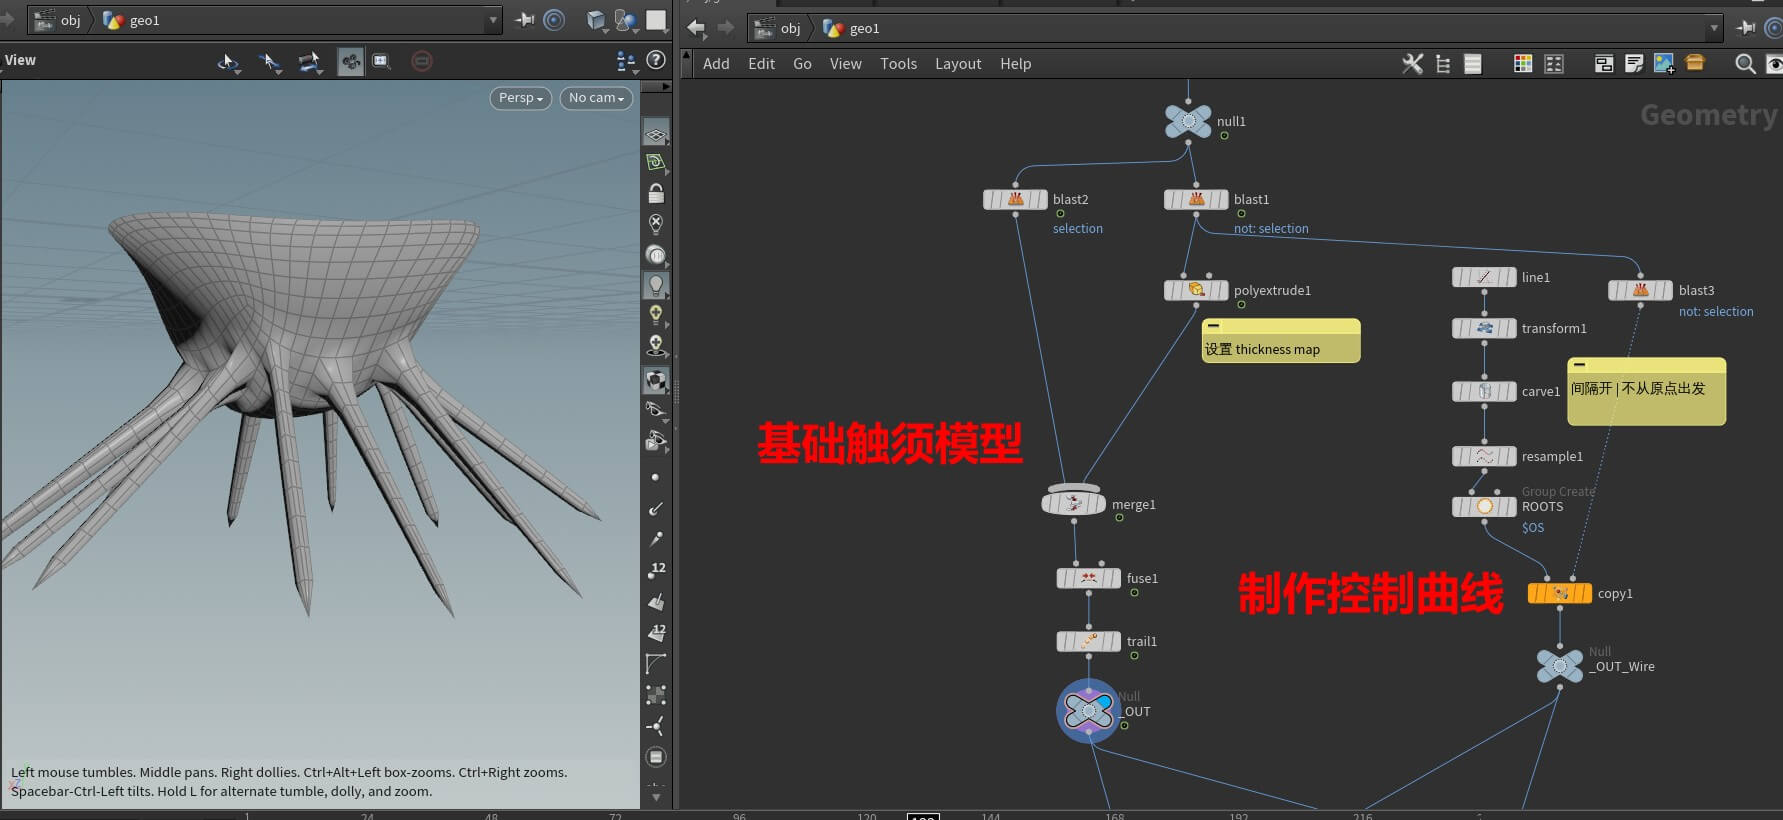 obj geo1
obj geo1
View
Add Edit Go View Tools Layout Help
Persp No cam
Geometry
null1
blast2
selection
blast1
not: selection
line1
blast3
not: selection
polyextrude1
设置 thickness map
transform1
间隔开 | 不从原点出发
carve1
基础触须模型
resample1
Group Create
ROOTS
$OS
merge1
fuse1
制作控制曲线
copy1
trail1
Null
_OUT_Wire
Null
_OUT
12
12
Left mouse tumbles. Middle pans. Right dollies. Ctrl+Alt+Left box-zooms. Ctrl+Right zooms.
Spacebar-Ctrl-Left tilts. Hold L for alternate tumble, dolly, and zoom.
1 24 48 72 96 120 144 168 192 216